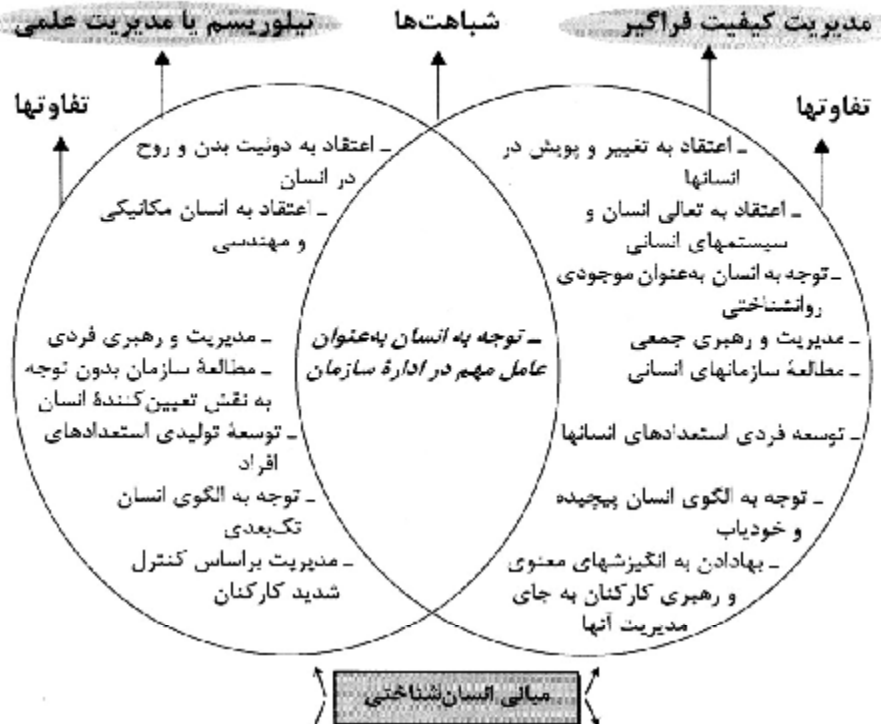 مدیریت کیفیت فراگیر
شباهت‌ها
تیلوریسم یا مدیریت علمی
تفاوتها
تفاوتها
ـ اعتقاد به تغییر و پویش در
انسانها
ـ اعتقاد به تعالی انسان و
سیستمهای انسانی
ـ توجه به انسان به‌عنوان موجودی
روانشناختی
ـ مدیریت و رهبری جمعی
ـ مطالعهٔ سازمانهای انسانی
ـ توسعه فردی استعدادهای انسانها
ـ توجه به الگوی انسان پیچیده
و خودیاب
ـ بهادادن به انگیزشهای معنوی
و رهبری کارکنان به جای
مدیریت آنها
ـ توجه به انسان به‌عنوان
عامل مهم در ادارهٔ سازمان
ـ اعتقاد به دوئیت بدن و روح
در انسان
ـ اعتقاد به انسان مکانیکی
و مهندسی
ـ مدیریت و رهبری فردی
ـ مطالعهٔ سازمان بدون توجه
به نقش تعیین‌کنندهٔ انسان
ـ توسعهٔ تولیدی استعدادهای
افراد
ـ توجه به الگوی انسان
تک‌بعدی
ـ مدیریت براساس کنترل
شدید کارکنان
مبانی انسان‌شناختی